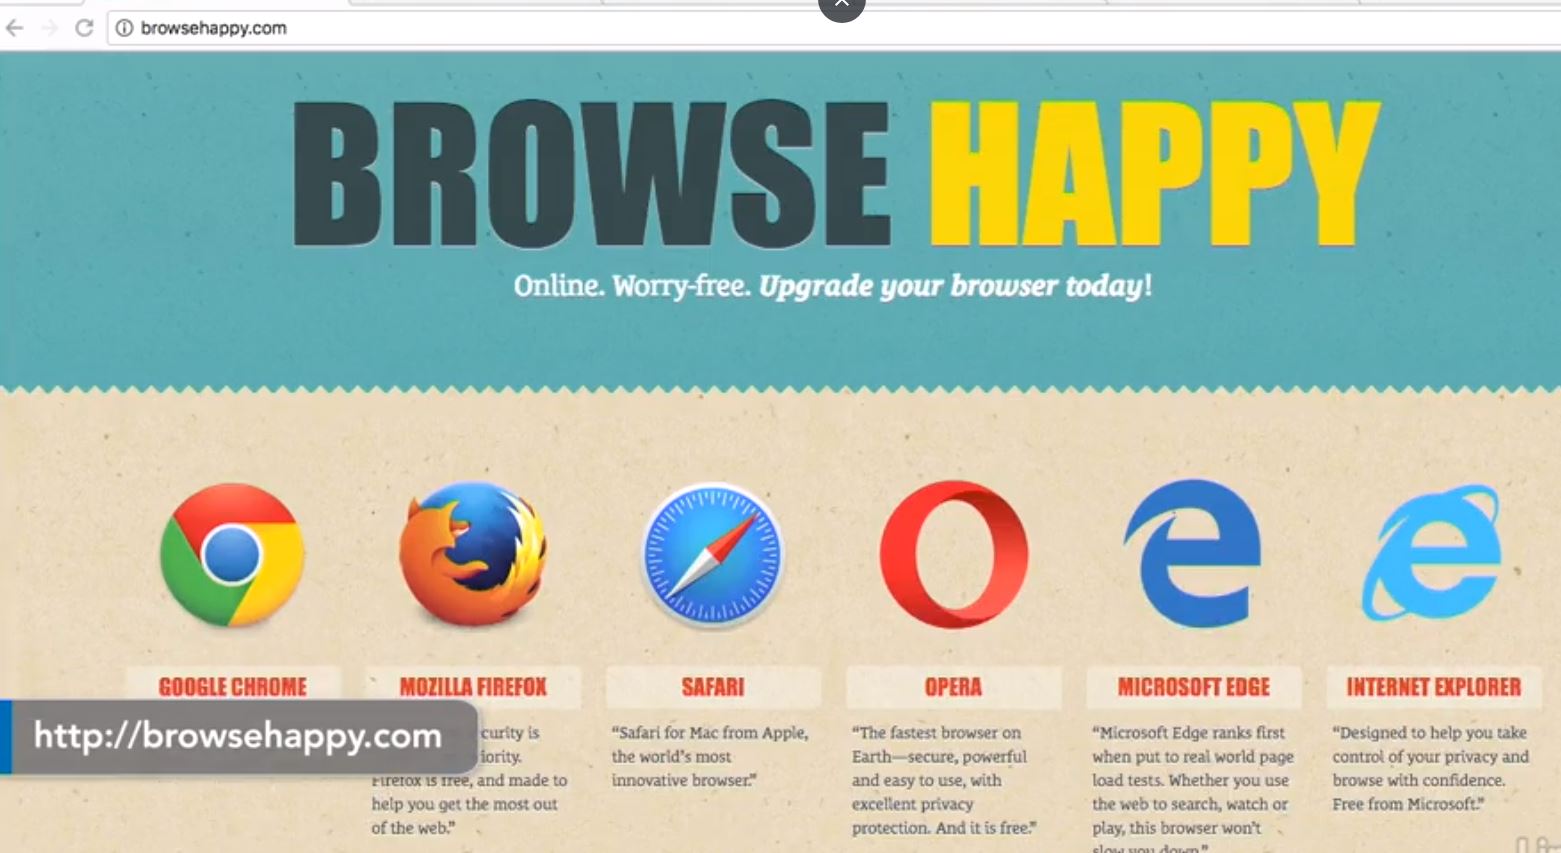 browsehappy.com
BROWSE HAPPY
Online. Worry-free. Upgrade your browser today!
GOOGLE CHROME
MOZILLA FIREFOX
SAFARI
OPERA
MICROSOFT EDGE
INTERNET EXPLORER
http://browsehappy.com
curity is
iority.
Firefox is free, and made to
help you get the most out
of the web.”
“Safari for Mac from Apple,
the world’s most
innovative browser.”
“The fastest browser on
Earth—secure, powerful
and easy to use, with
excellent privacy
protection. And it is free.”
“Microsoft Edge ranks first
when put to real world page
load tests. Whether you use
the web to search, watch or
play, this browser won’t
slow you down.”
“Designed to help you take
control of your privacy and
browse with confidence.
Free from Microsoft.”